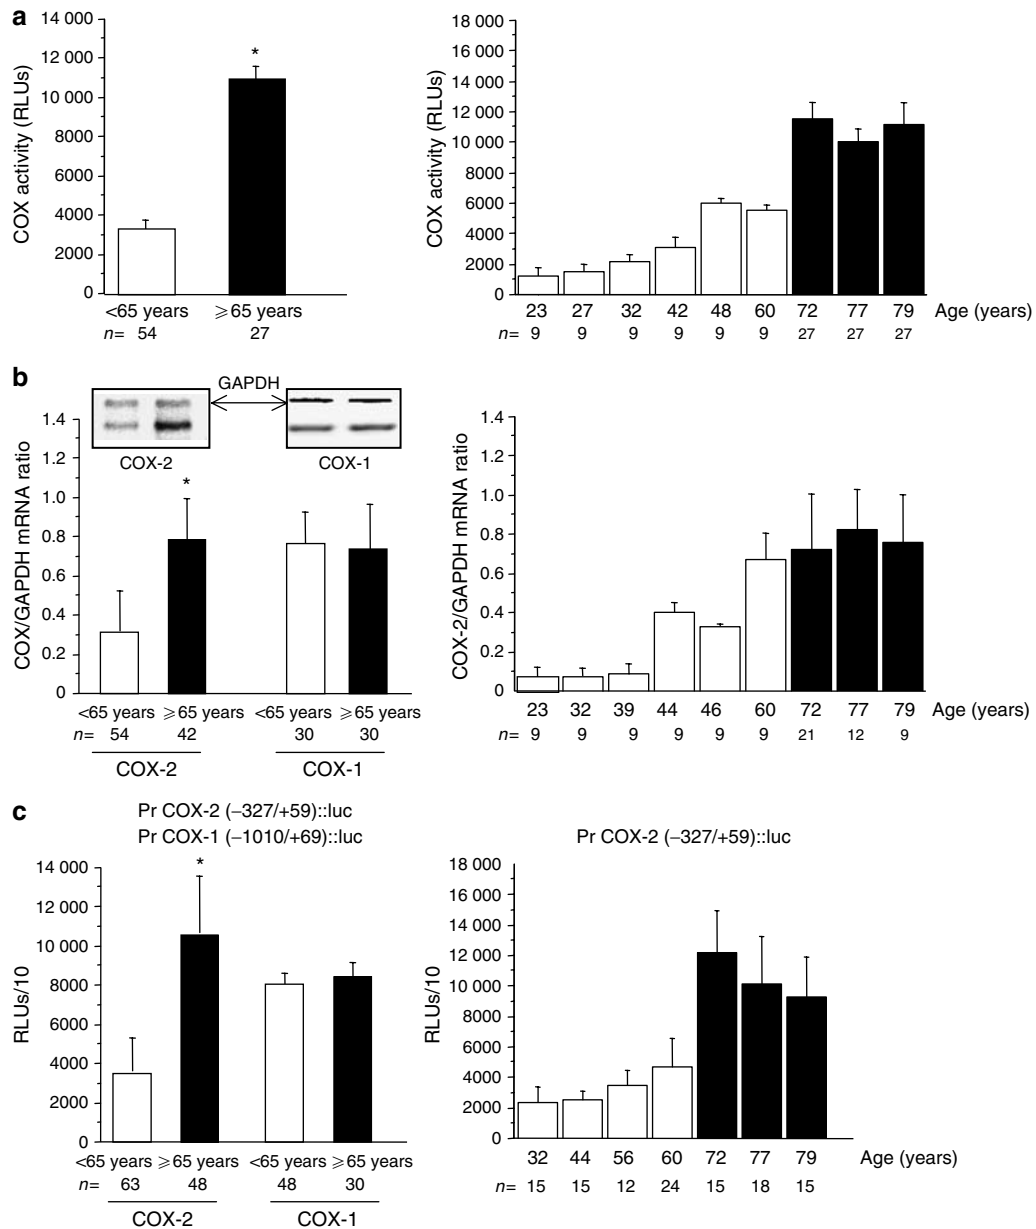 a
14 000
12 000
10 000
8000
6000
4000
2000
0
COX activity (RLUs)
*
<65 years ⩾65 years
n= 54 27
18 000
16 000
14 000
12 000
10 000
8000
6000
4000
2000
0
COX activity (RLUs)
23 27 32 42 48 60 72 77 79 Age (years)
n= 9 9 9 9 9 9 27 27 27
b
GAPDH
COX-2 COX-1
1.4
1.2
1.0
0.8
0.6
0.4
0.2
0
COX/GAPDH mRNA ratio
*
<65 years ⩾65 years <65 years ⩾65 years
n= 54 42 30 30
COX-2 COX-1
1.4
1.2
1.0
0.8
0.6
0.4
0.2
0
COX-2/GAPDH mRNA ratio
23 32 39 44 46 60 72 77 79 Age (years)
n= 9 9 9 9 9 9 21 12 9
c
Pr COX-2 (–327/+59)::luc
Pr COX-1 (–1010/+69)::luc
14 000
12 000
10 000
8000
6000
4000
2000
0
RLUs/10
*
<65 years ⩾65 years <65 years ⩾65 years
n= 63 48 48 30
COX-2 COX-1
Pr COX-2 (–327/+59)::luc
18 000
16 000
14 000
12 000
10 000
8000
6000
4000
2000
0
RLUs/10
32 44 56 60 72 77 79 Age (years)
n= 15 15 12 24 15 18 15